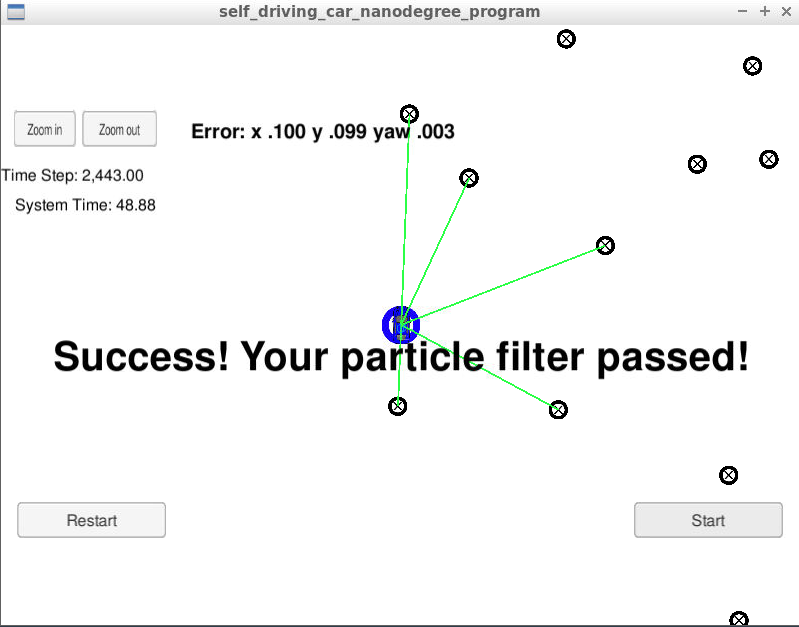 self_driving_car_nanodegree_program
Zoom in
Zoom out
Error: x .100 y .099 yaw .003
Time Step: 2,443.00
System Time: 48.88
Success! Your particle filter passed!
Restart
Start